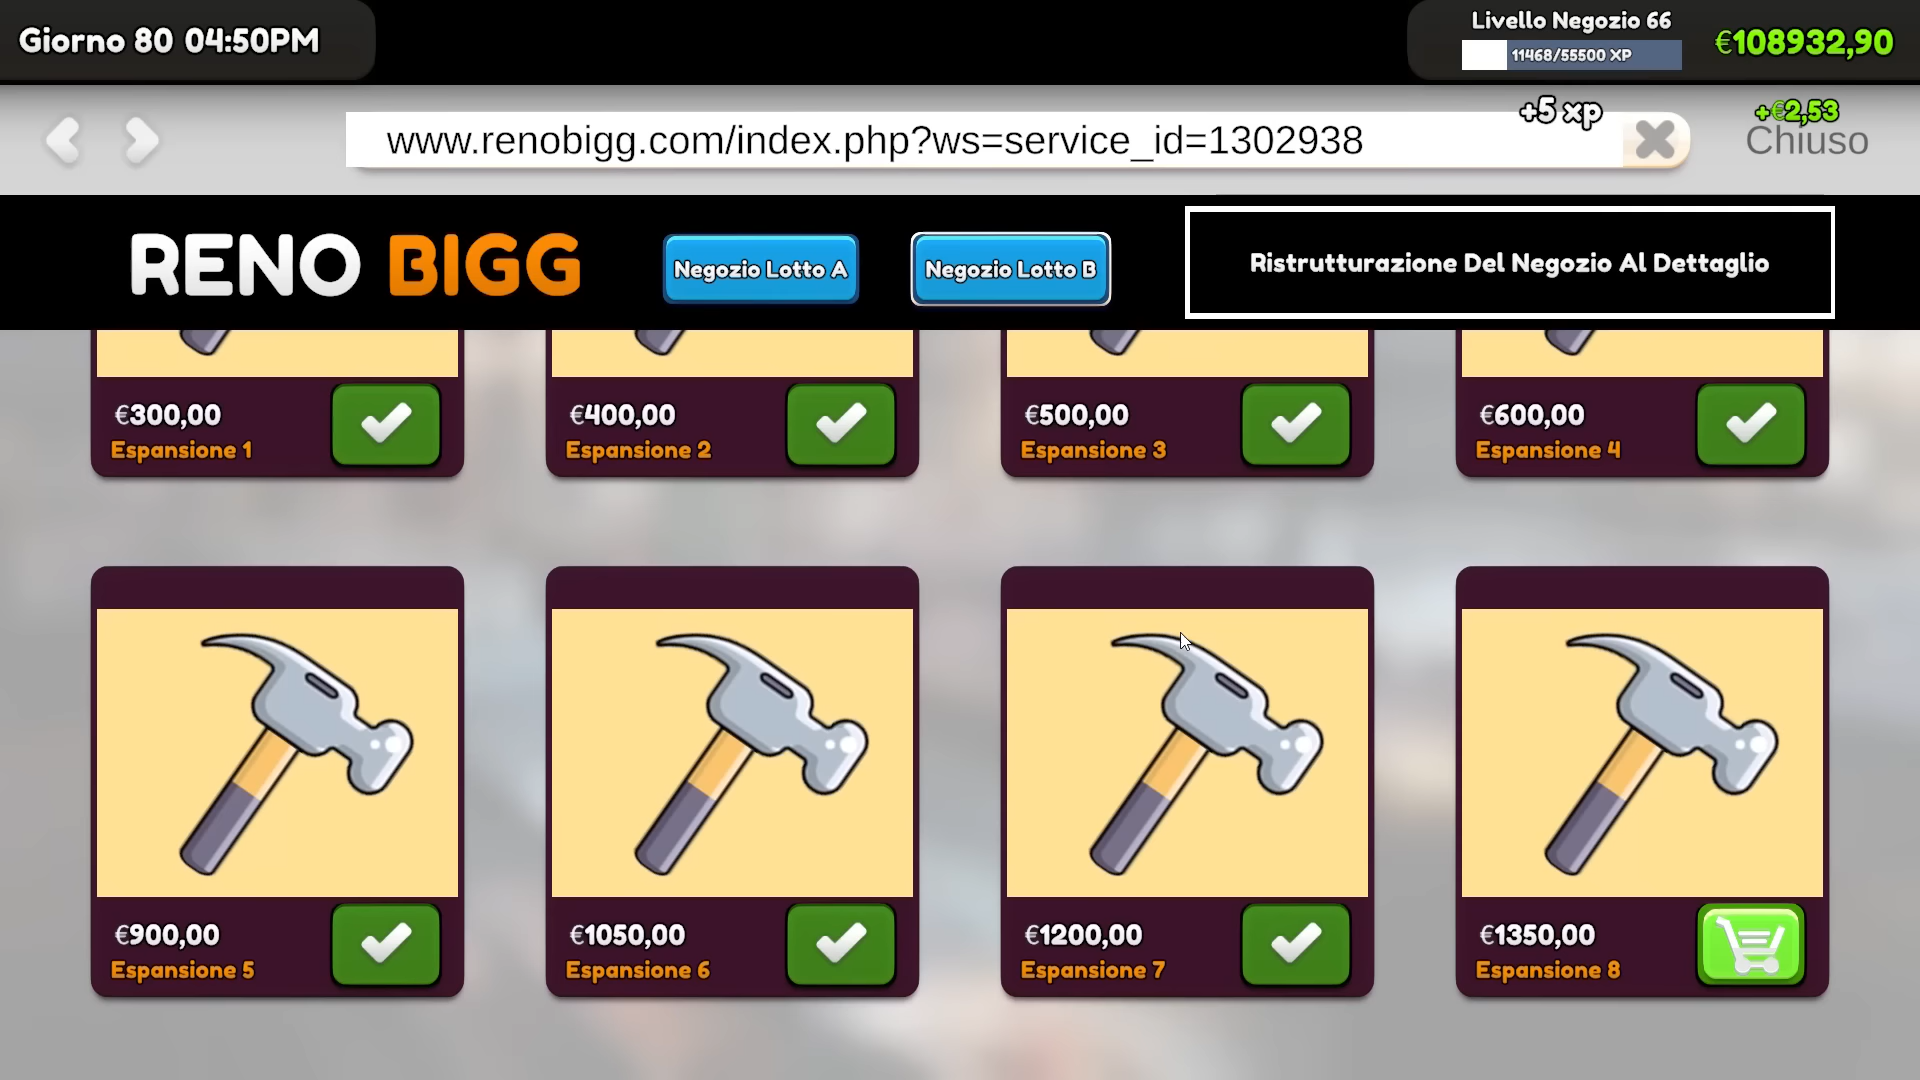 Giorno 80 04:50PM
Livello Negozio 66
11468/55500 XP
€108932,90
+5 xp
+€2,53
www.renobigg.com/index.php?ws=service_id=1302938
Chiuso
RENO BIGG
Negozio Lotto A
Negozio Lotto B
Ristrutturazione Del Negozio Al Dettaglio
€300,00
Espansione 1
€400,00
Espansione 2
€500,00
Espansione 3
€600,00
Espansione 4
€900,00
Espansione 5
€1050,00
Espansione 6
€1200,00
Espansione 7
€1350,00
Espansione 8